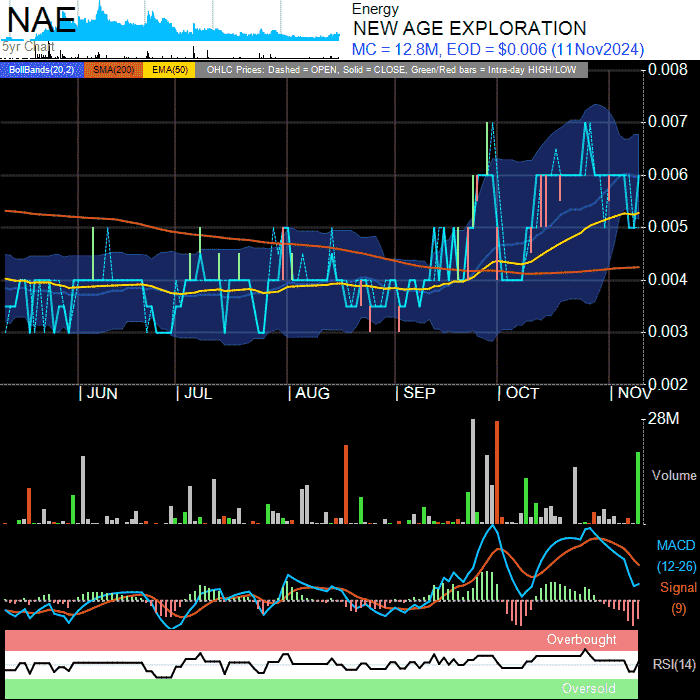 NAE
5yr Chart
Energy
NEW AGE EXPLORATION
MC = 12.8M, EOD = $0.006 (11Nov2024)
BollBands(20,2) SMA(200) EMA(50) OHLC Prices: Dashed = OPEN, Solid = CLOSE, Green/Red bars = Intra-day HIGH/LOW
0.008
0.007
0.006
0.005
0.004
0.003
0.002
JUN JUL AUG SEP OCT NOV
28M
Volume
MACD
(12-26)
Signal
(9)
Overbought
RSI(14)
Oversold